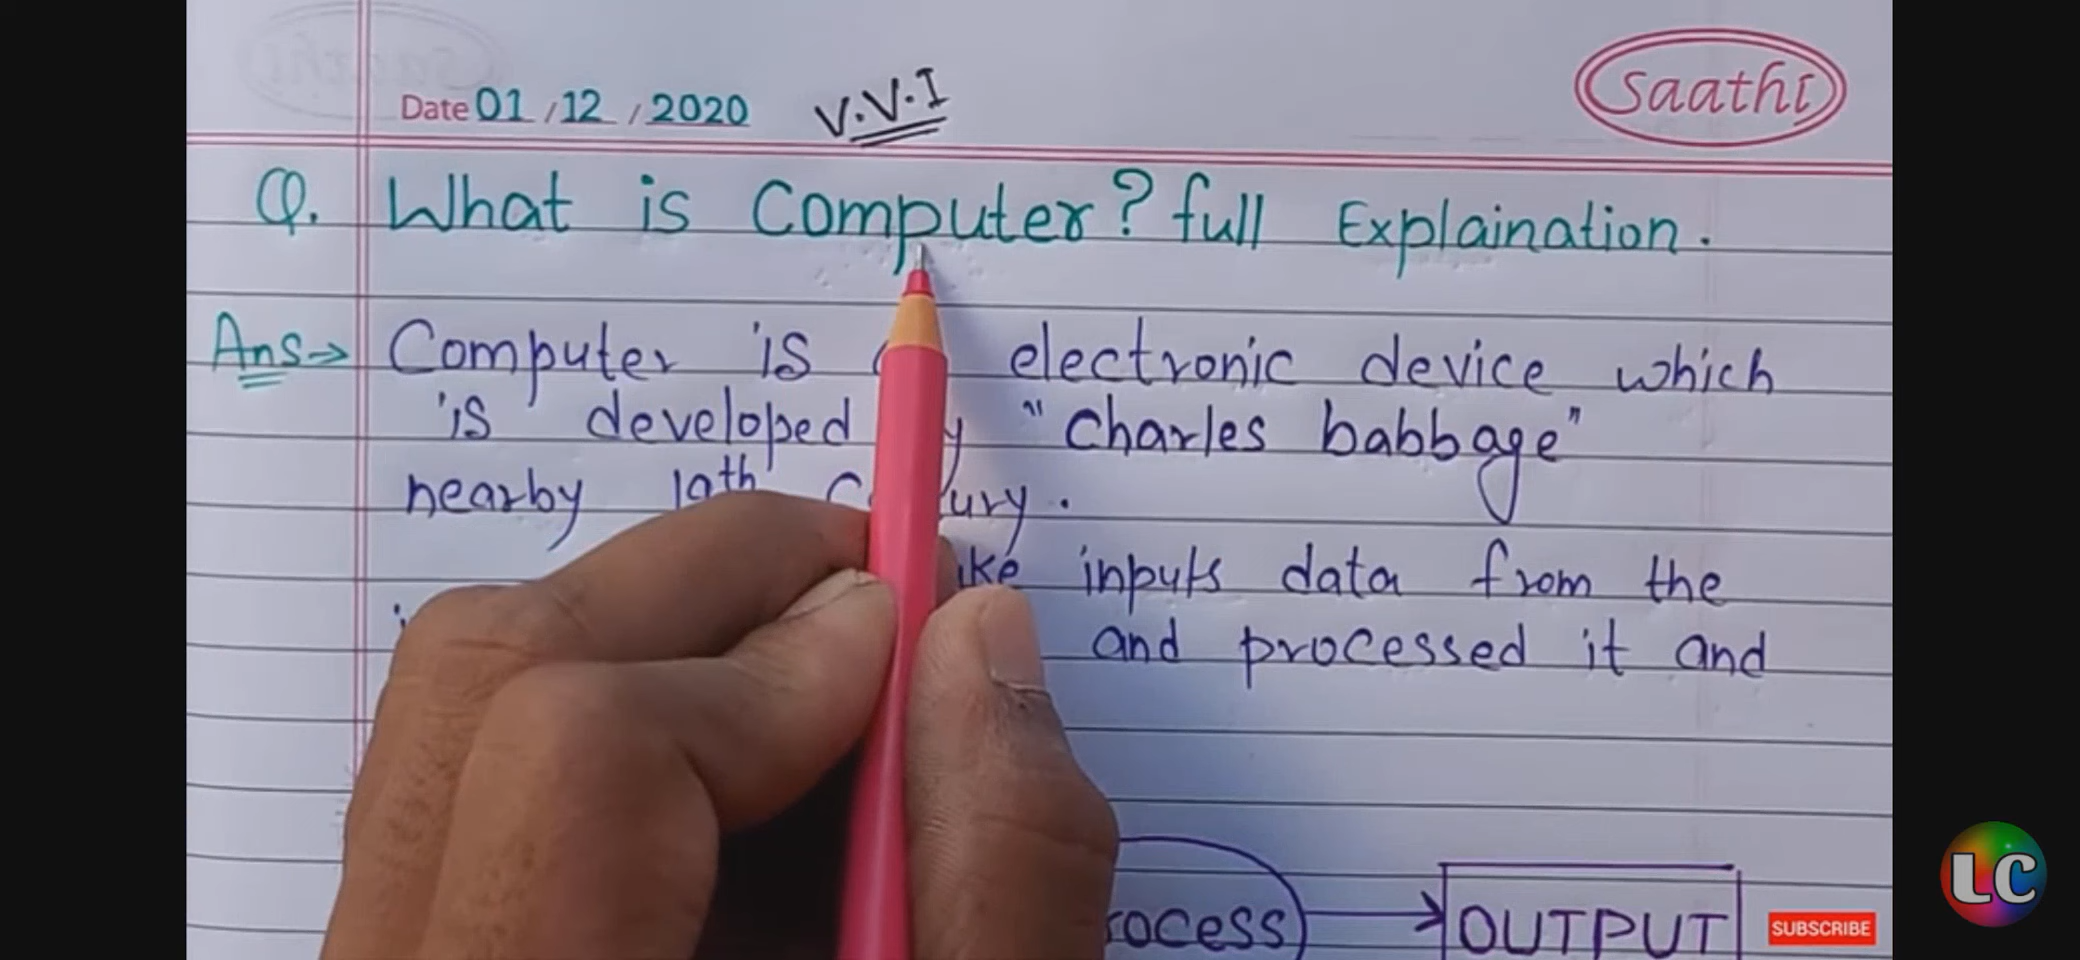 Saathi
Date 01/12/2020 V.V.I
Q. What is Computer? full Explaination.
Ans→ Computer is electronic device which
is developed "Charles babbage"
nearby 19th
inputs data from the
and processed it and
OUTPUT
LC
SUBSCRIBE